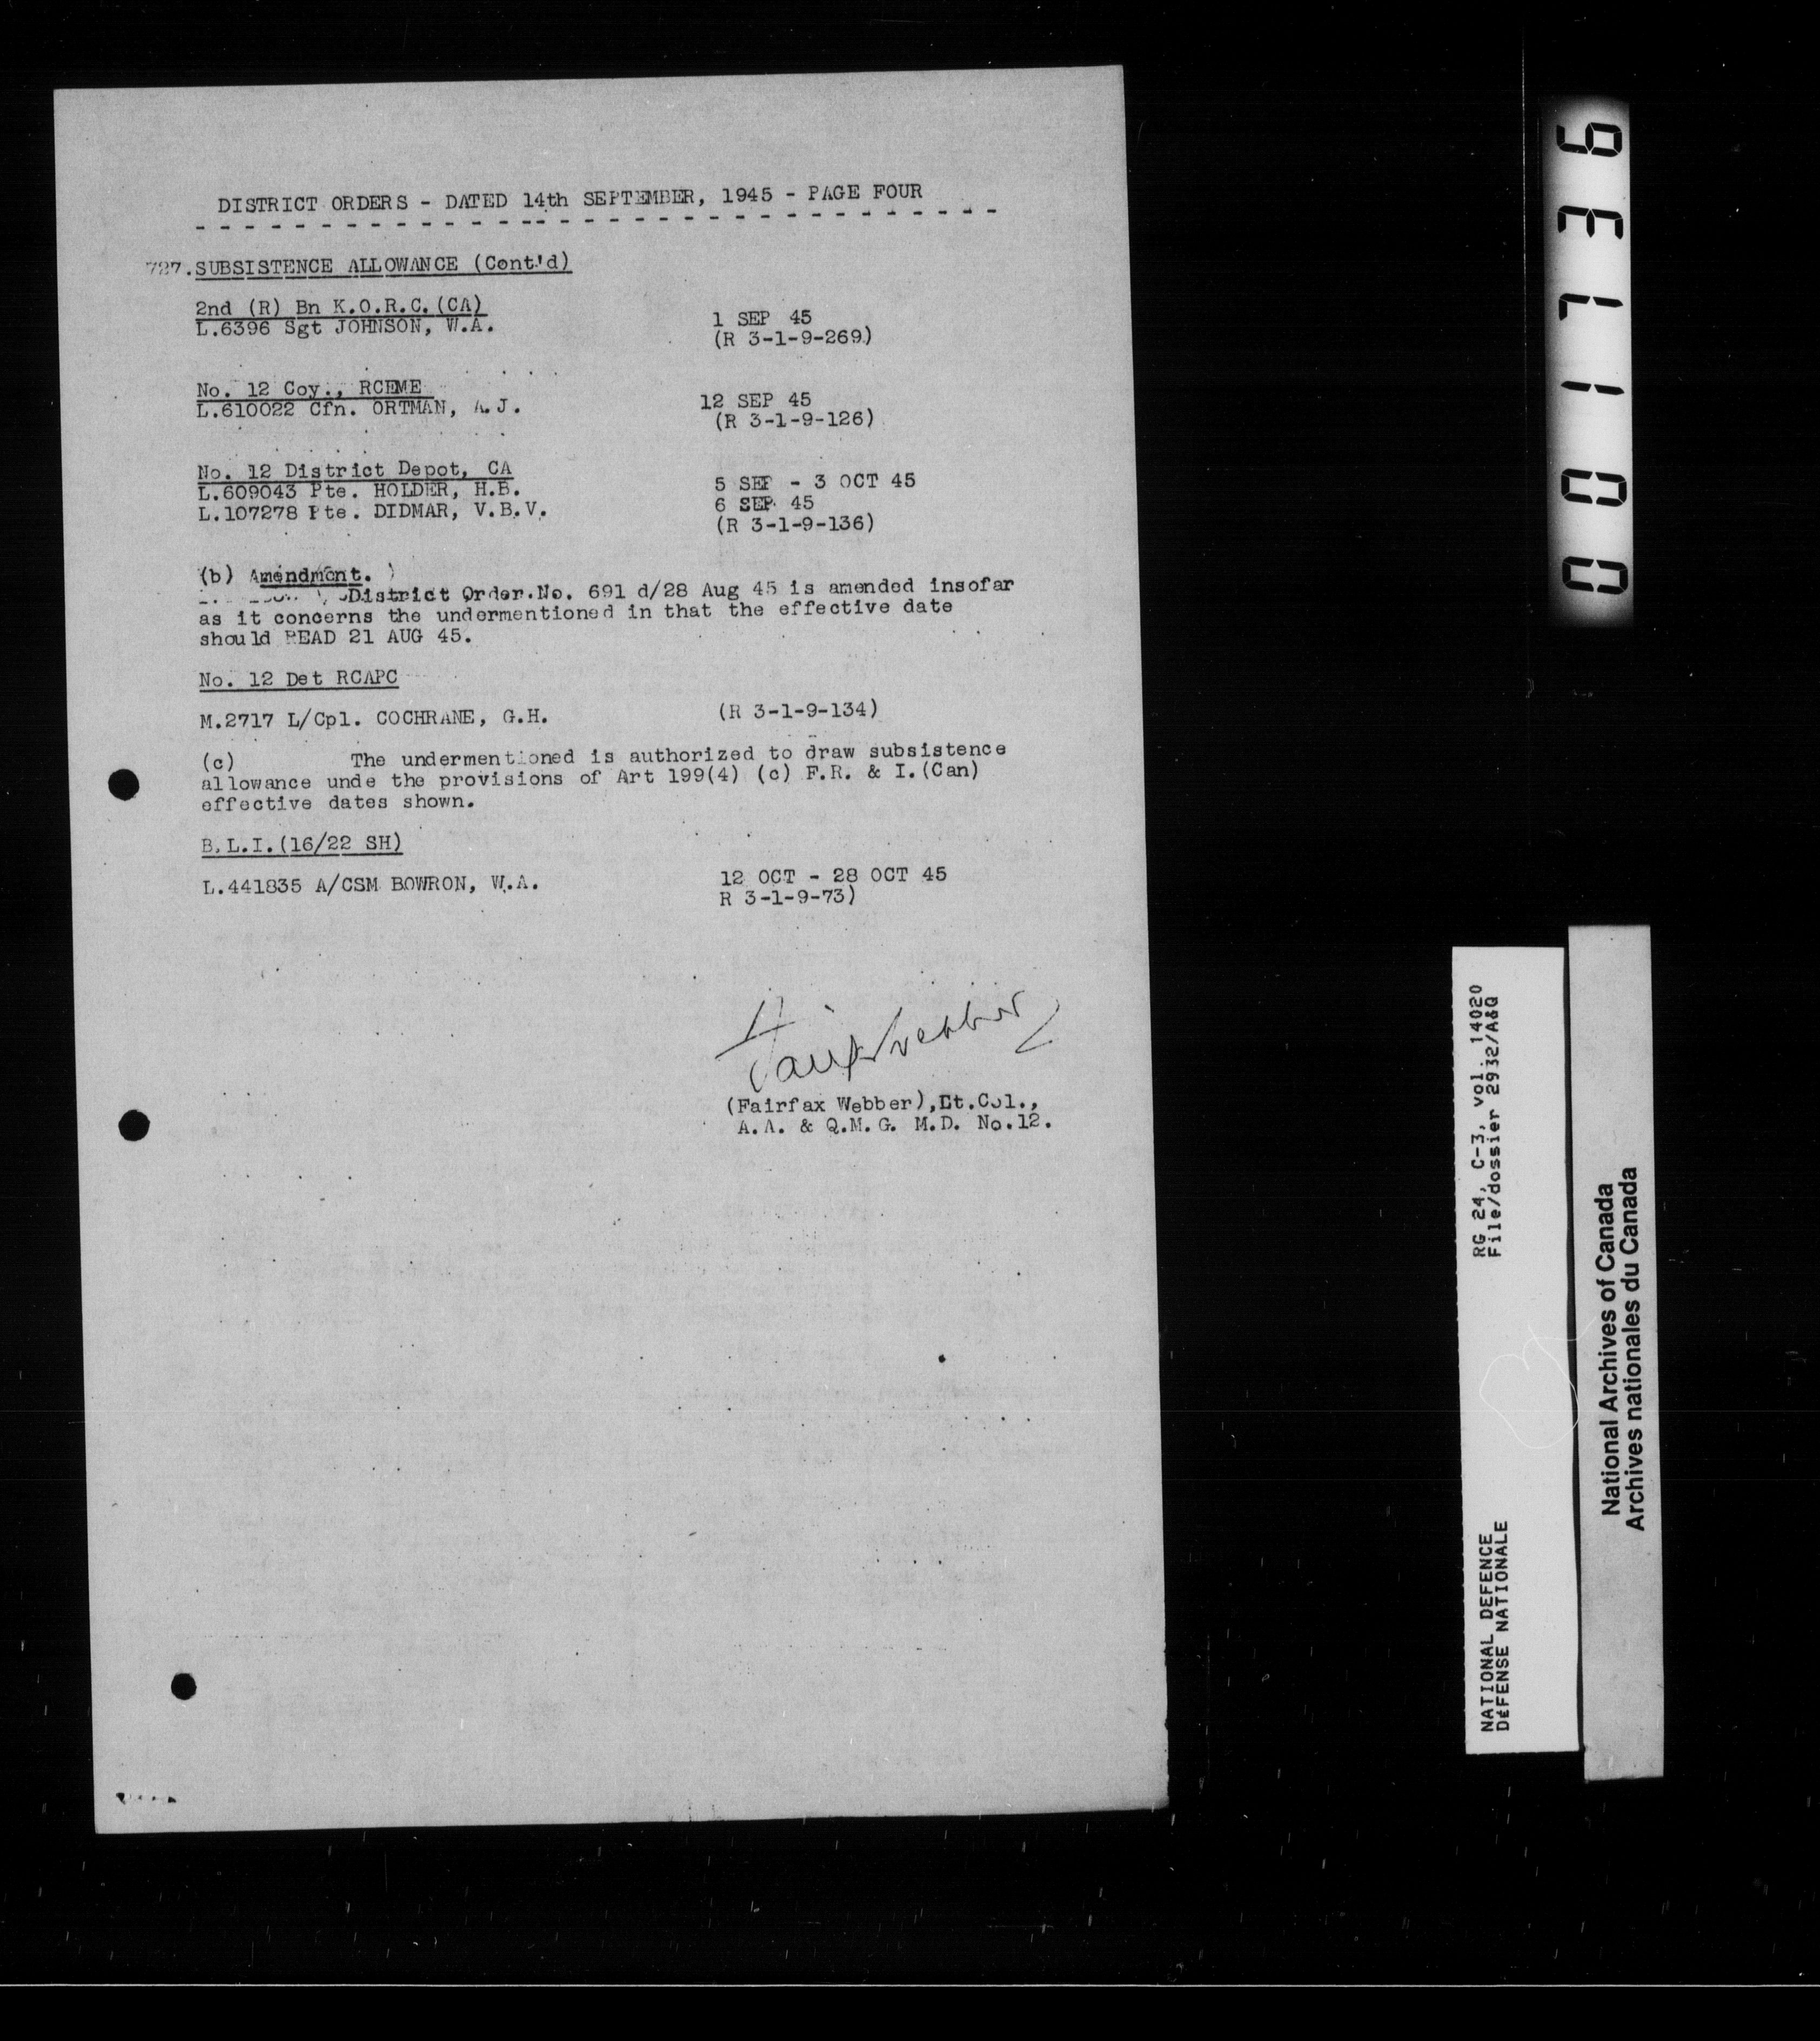 DISTRICT ORDERS - DATED 14th SEPTEMBER, 1945 - PAGE FOUR
727. SUBSISTENCE ALLOWANCE (Cont'd)
2nd (R) Bn K.O.R.C.(CA)
L.6396 Sgt JOHNSON, W.A. 1 SEP 45
(R 3-1-9-269)
No. 12 Coy., RCEME
L.610022 Cfn. ORTMAN, A.J. 12 SEP 45
(R 3-1-9-126)
No. 12 District Depot, CA
L.609043 Pte. HOLDER, H.B. 5 SEP - 3 OCT 45
L.107278 Pte. DIDMAR, V.B.V. 6 SEP 45
(R 3-1-9-136)
(b) Amendment.
District Order.No. 691 d/28 Aug 45 is amended insofar
as it concerns the undermentioned in that the effective date
should READ 21 AUG 45.
No. 12 Det RCAPC
M.2717 L/Cpl. COCHRANE, G.H. (R 3-1-9-134)
(c) The undermentioned is authorized to draw subsistence
allowance unde the provisions of Art 199(4) (c) F.R. & I.(Can)
effective dates shown.
B.L.I.(16/22 SH)
L.441835 A/CSM BOWRON, W.A. 12 OCT - 28 OCT 45
R 3-1-9-73)
Fairfax Webber
(Fairfax Webber),Lt.Col.,
A.A. & Q.M.G. M.D. No.12.
001736
RG 24, C-3, vol. 14020
File/dossier 2932/A&Q
NATIONAL DEFENCE
DÉFENSE NATIONALE
National Archives of Canada
Archives nationales du Canada